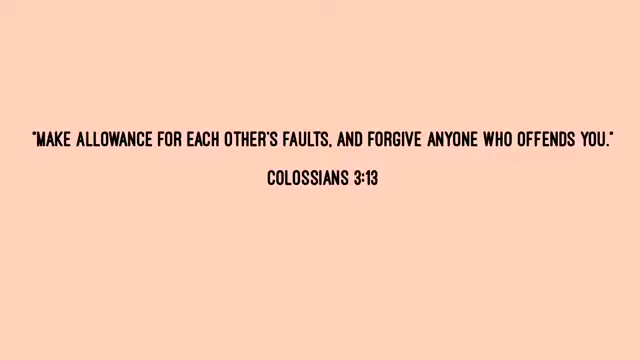 "MAKE ALLOWANCE FOR EACH OTHER'S FAULTS, AND FORGIVE ANYONE WHO OFFENDS YOU."
COLOSSIANS 3:13